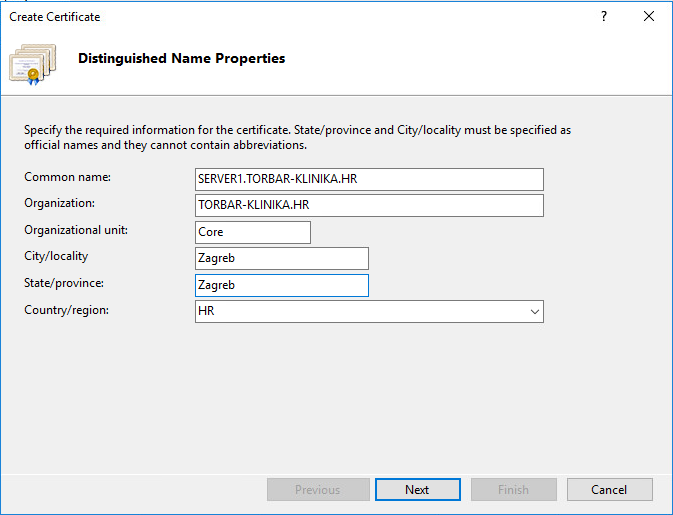 Create Certificate
?
Distinguished Name Properties
Specify the required information for the certificate. State/province and City/locality must be specified as
official names and they cannot contain abbreviations.
Common name: SERVER1.TORBAR-KLINIKA.HR
Organization: TORBAR-KLINIKA.HR
Organizational unit: Core
City/locality Zagreb
State/province: Zagreb
Country/region: HR
Previous Next Finish Cancel